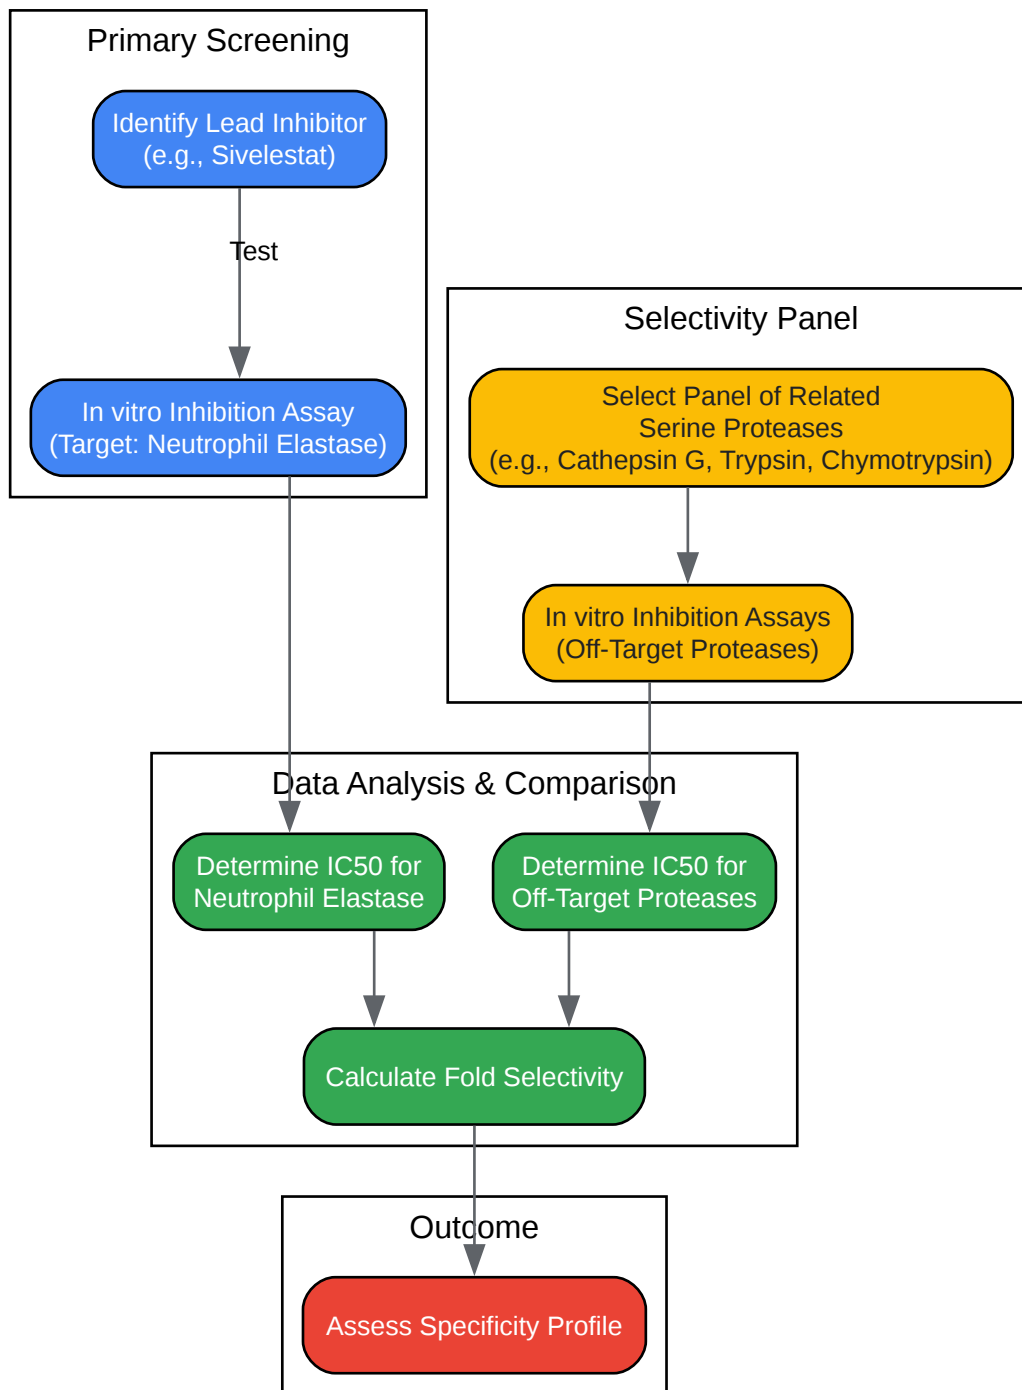 Primary Screening
Identify Lead Inhibitor
(e.g., Sivelestat)
Test
In vitro Inhibition Assay
(Target: Neutrophil Elastase)
Selectivity Panel
Select Panel of Related
Serine Proteases
(e.g., Cathepsin G, Trypsin, Chymotrypsin)
In vitro Inhibition Assays
(Off-Target Proteases)
Data Analysis & Comparison
Determine IC50 for
Neutrophil Elastase
Determine IC50 for
Off-Target Proteases
Calculate Fold Selectivity
Outcome
Assess Specificity Profile